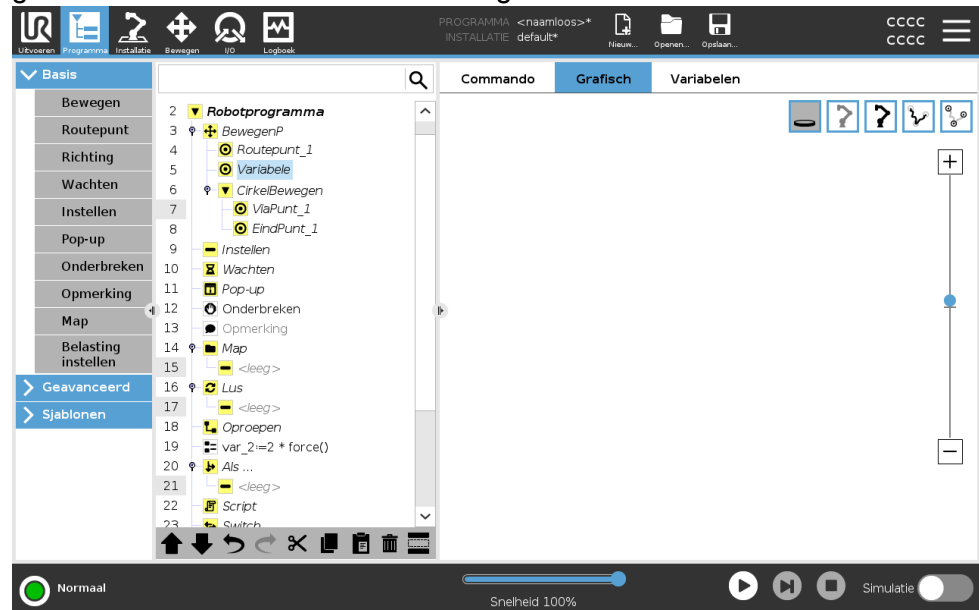 PROGRAMMA <naamloos>*
INSTALLATIE default*
Uitvoeren
Programma
Installatie
Bewegen
I/O
Logboek
Nieuw...
Openen...
Opslaan...
CCCC
CCCC
Basis
Bewegen
Routepunt
Richting
Wachten
Instellen
Pop-up
Onderbreken
Opmerking
Map
Belasting
instellen
Geavanceerd
Sjablonen
2 Robotprogramma
3 BewegenP
4 Routepunt_1
5 Variabele
6 CirkelBewegen
7 ViaPunt_1
8 EindPunt_1
9 Instellen
10 Wachten
11 Pop-up
12 Onderbreken
13 Opmerking
14 Map
15 <leeg>
16 Lus
17 <leeg>
18 Oproepen
19 var_2:=2 * force()
20 Als ...
21 <leeg>
22 Script
23 Switch
Commando
Grafisch
Variabelen
Normaal
Snelheid 100%
Simulatie